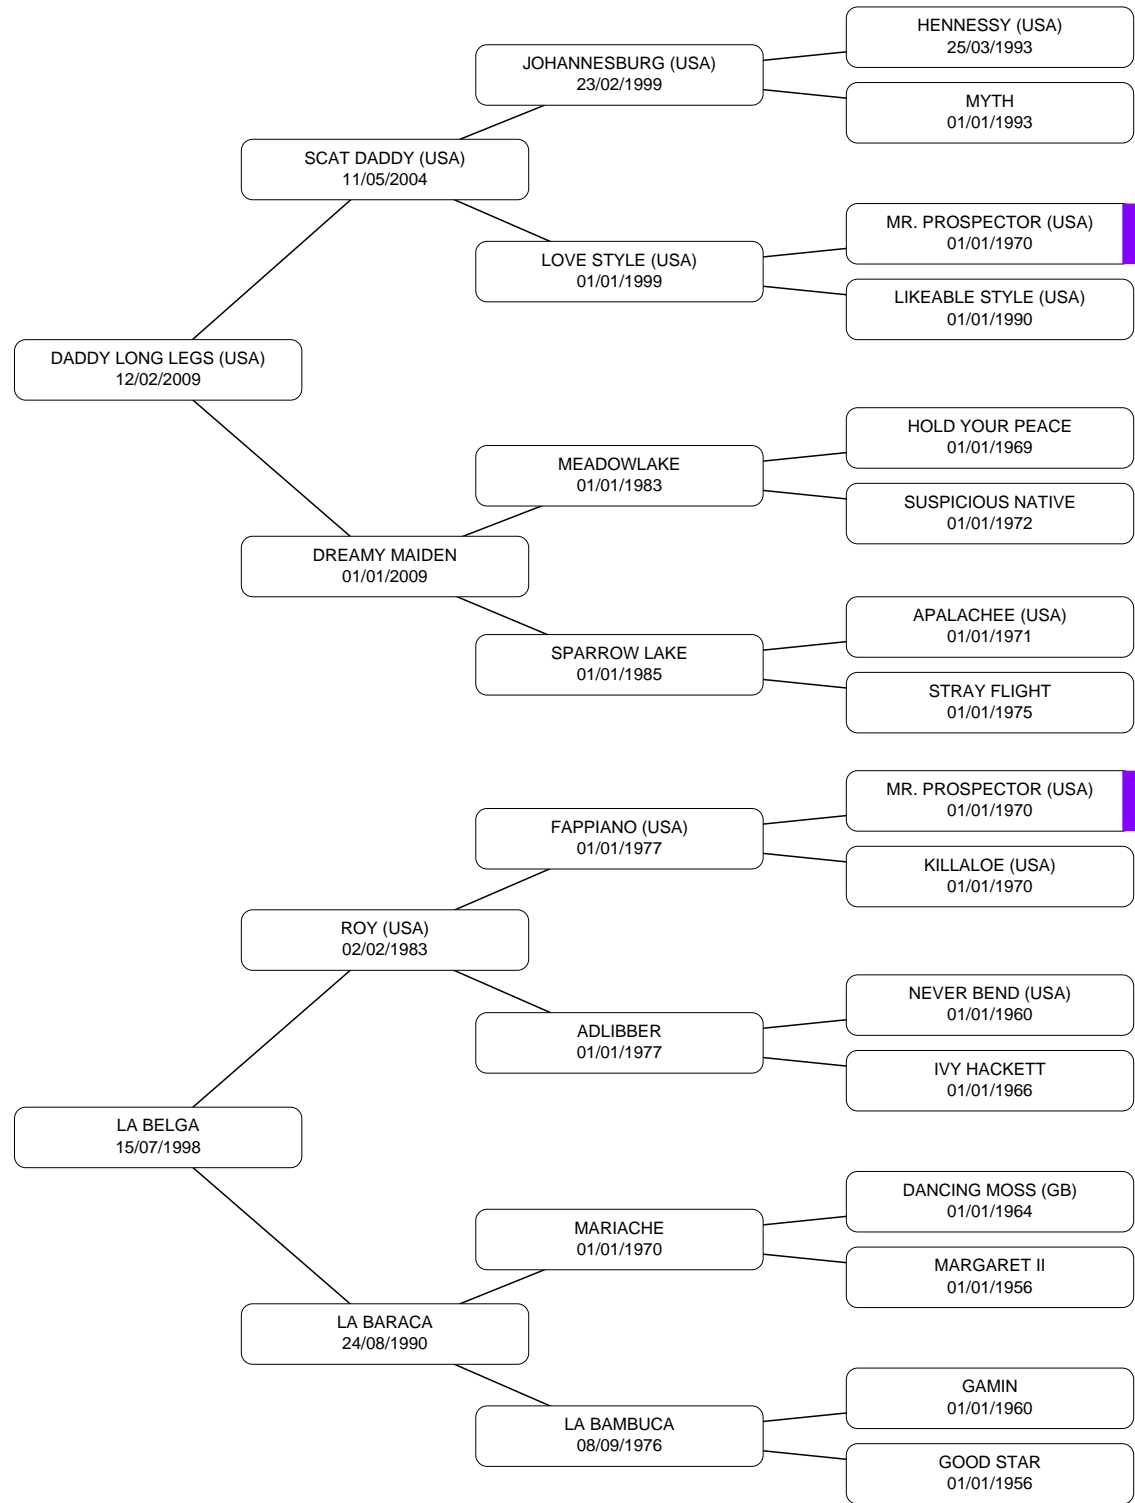 HENNESSY (USA)
25/03/1993
JOHANNESBURG (USA)
23/02/1999
MYTH
01/01/1993
SCAT DADDY (USA)
11/05/2004
MR. PROSPECTOR (USA)
01/01/1970
LOVE STYLE (USA)
01/01/1999
LIKEABLE STYLE (USA)
01/01/1990
DADDY LONG LEGS (USA)
12/02/2009
HOLD YOUR PEACE
01/01/1969
MEADOWLAKE
01/01/1983
SUSPICIOUS NATIVE
01/01/1972
DREAMY MAIDEN
01/01/2009
APALACHEE (USA)
01/01/1971
SPARROW LAKE
01/01/1985
STRAY FLIGHT
01/01/1975
MR. PROSPECTOR (USA)
01/01/1970
FAPPIANO (USA)
01/01/1977
KILLALOE (USA)
01/01/1970
ROY (USA)
02/02/1983
NEVER BEND (USA)
01/01/1960
ADLIBBER
01/01/1977
IVY HACKETT
01/01/1966
LA BELGA
15/07/1998
DANCING MOSS (GB)
01/01/1964
MARIACHE
01/01/1970
MARGARET II
01/01/1956
LA BARACA
24/08/1990
GAMIN
01/01/1960
LA BAMBUCA
08/09/1976
GOOD STAR
01/01/1956